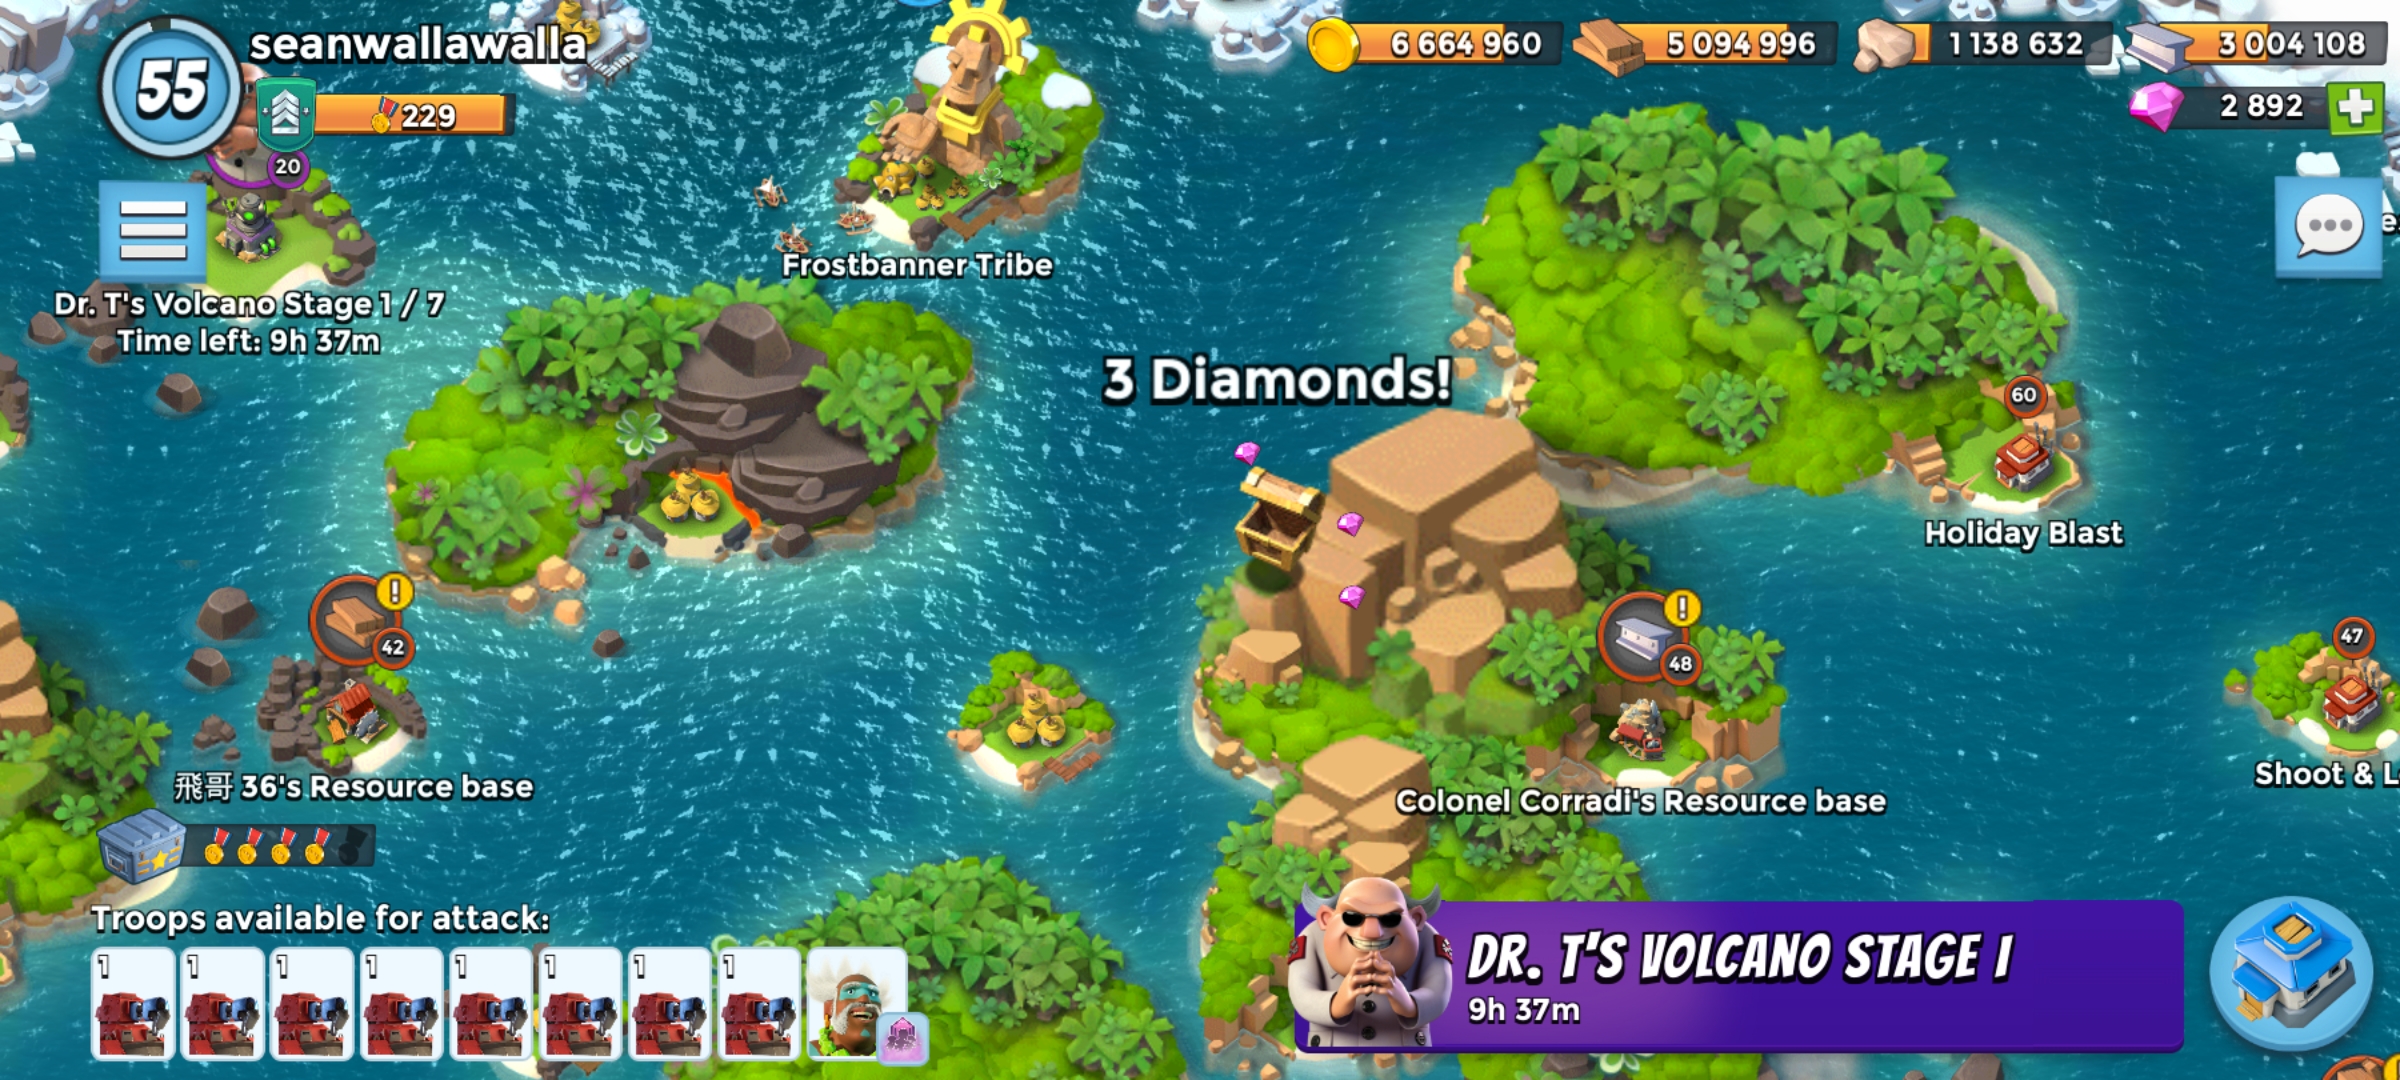 55
seanwallawalla
229
20
6 664 960
5 094 996
1 138 632
3 004 108
2 892
Dr. T's Volcano Stage 1 / 7
Time left: 9h 37m
Frostbanner Tribe
3 Diamonds!
60
Holiday Blast
42
飛哥 36's Resource base
48
Colonel Corradi's Resource base
47
Shoot & L
Troops available for attack:
1 1 1 1 1 1 1 1
DR. T'S VOLCANO STAGE I
9h 37m